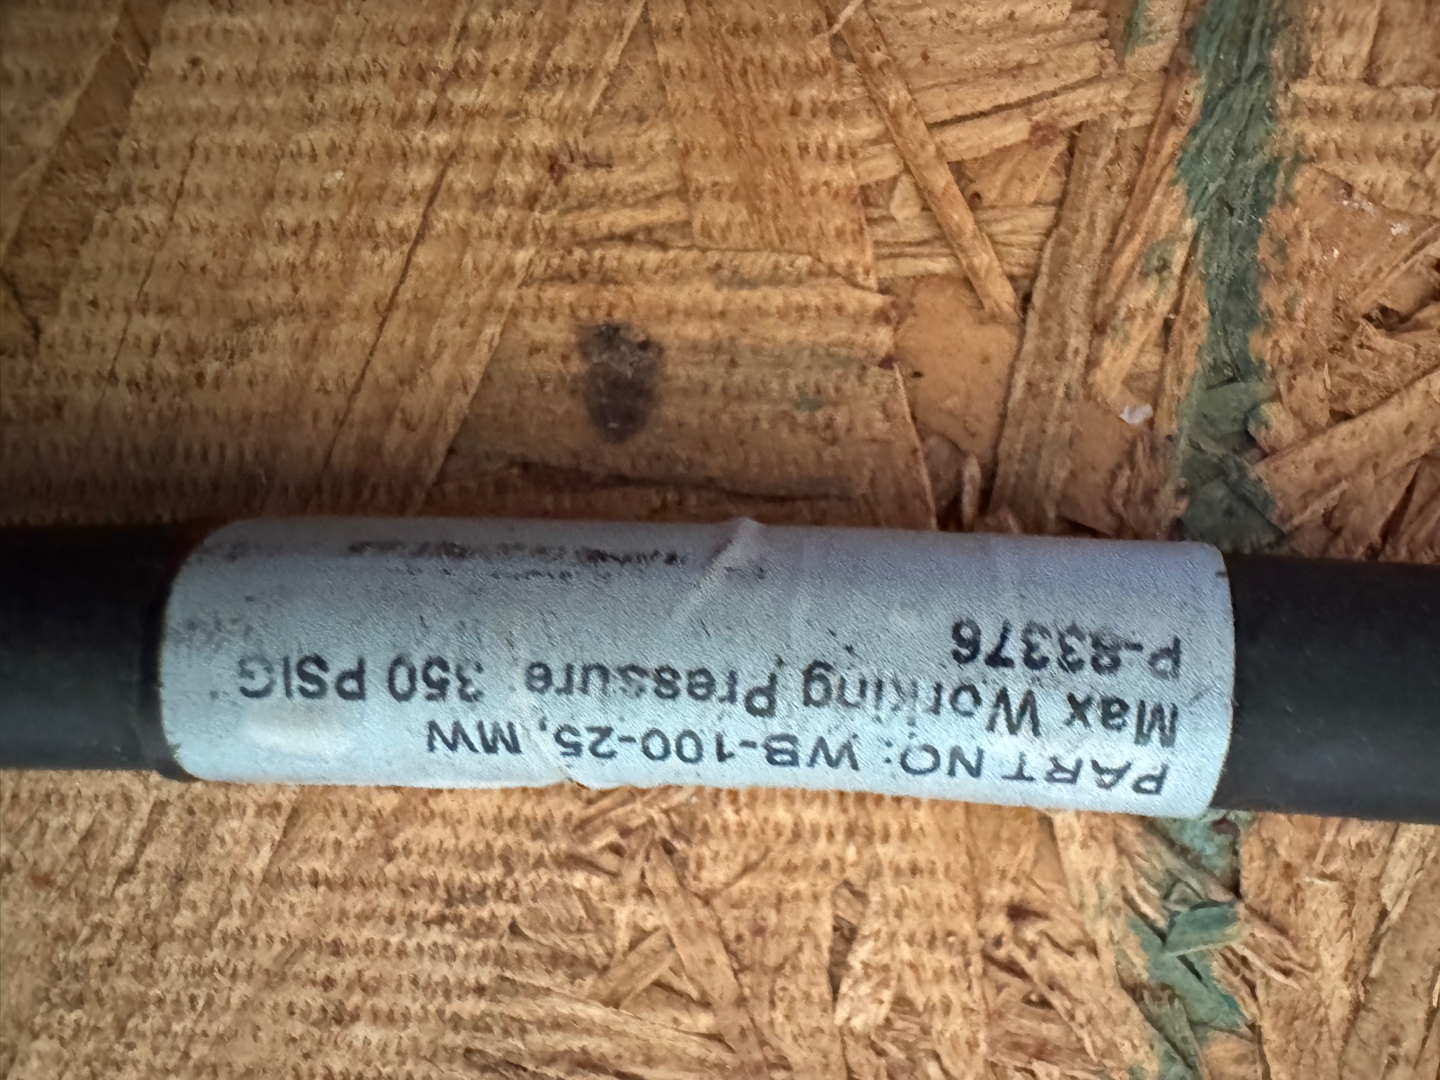 PART NO: WB-100-25, MW
Max Working Pressure 350 PSIG
P-83376